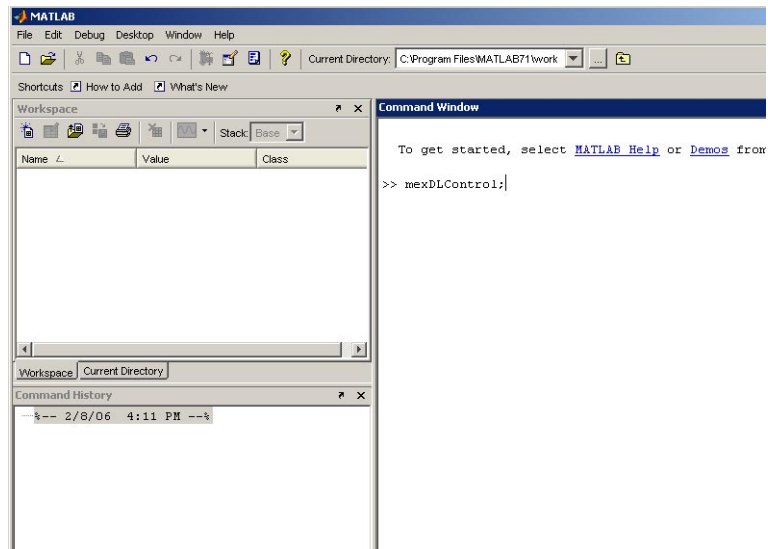 MATLAB
File Edit Debug Desktop Window Help
Current Directory: C:\Program Files\MATLAB71\work ...
Shortcuts How to Add What's New
Workspace
Stack: Base
Name Value Class
Workspace Current Directory
Command History
%-- 2/8/06 4:11 PM --%
Command Window
To get started, select MATLAB Help or Demos from
>> mexDLControl;